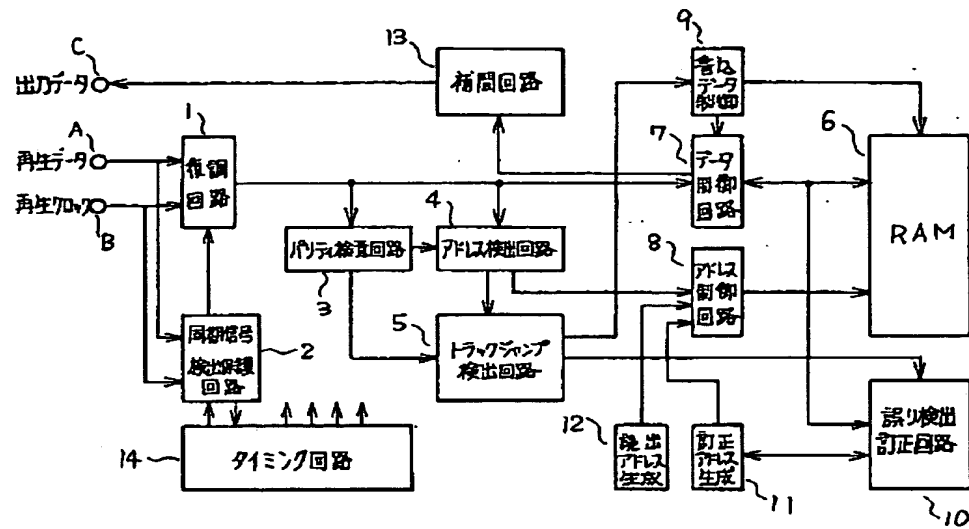 出力データ
C
13
補間回路
9
書込
データ
制御
A
再生データ
再生クロック
B
1
復調
回路
7
データ
制御
回路
6
RAM
パリティ検査回路
3
4
アドレス検出回路
8
アドレス
制御
回路
同期信号
検出保護
回路
2
5
トラックジャンプ
検出回路
14
タイミング回路
12
読出
アドレス
生成
訂正
アドレス
生成
11
誤り検出
訂正回路
10